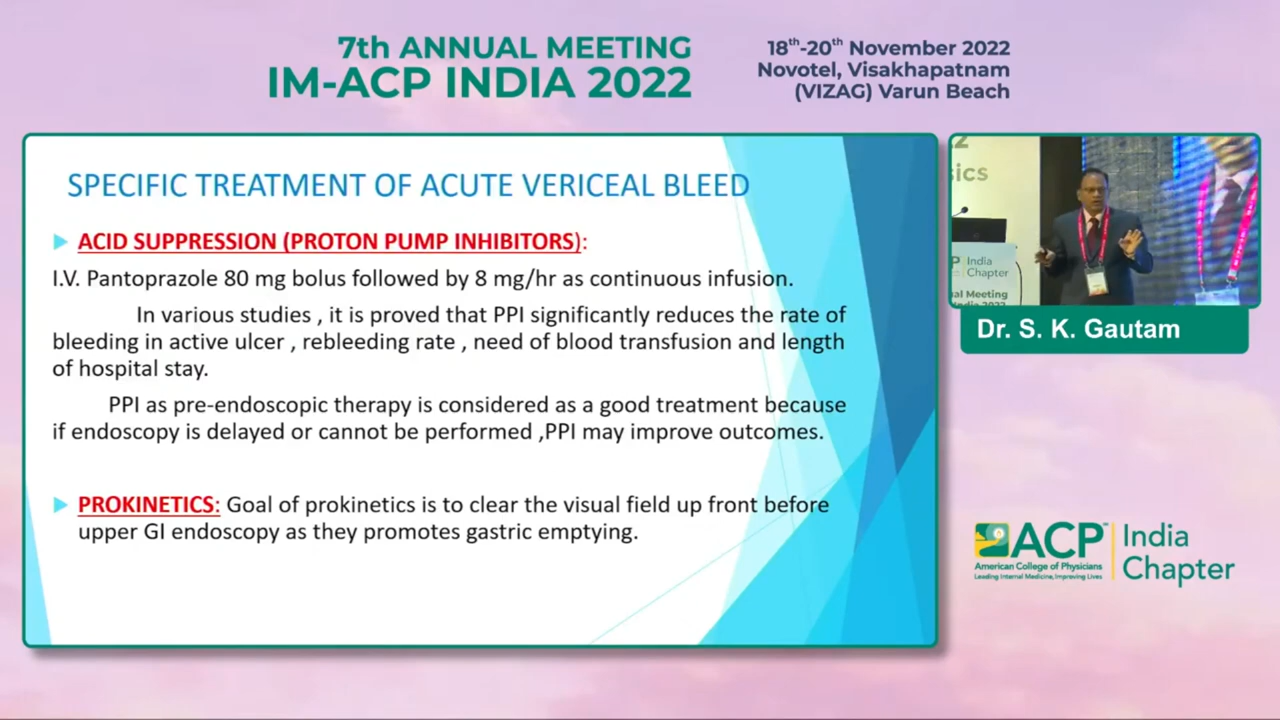 7th ANNUAL MEETING
IM-ACP INDIA 2022
18th-20th November 2022
Novotel, Visakhapatnam
(VIZAG) Varun Beach
SPECIFIC TREATMENT OF ACUTE VERICEAL BLEED
ACID SUPPRESSION (PROTON PUMP INHIBITORS):
I.V. Pantoprazole 80 mg bolus followed by 8 mg/hr as continuous infusion.
In various studies , it is proved that PPI significantly reduces the rate of
bleeding in active ulcer , rebleeding rate , need of blood transfusion and length
of hospital stay.
PPI as pre-endoscopic therapy is considered as a good treatment because
if endoscopy is delayed or cannot be performed ,PPI may improve outcomes.
PROKINETICS: Goal of prokinetics is to clear the visual field up front before
upper GI endoscopy as they promotes gastric emptying.
India
Chapter
Dr. S. K. Gautam
ACP
American College of Physicians
Leading Internal Medicine, Improving Lives
India
Chapter